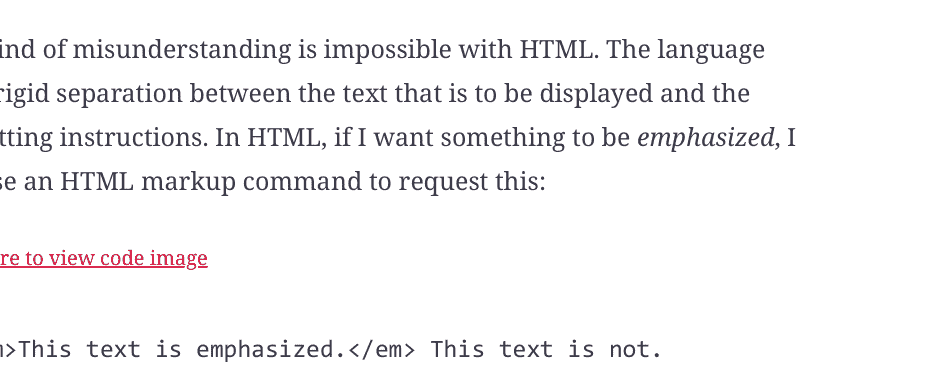 ind of misunderstanding is impossible with HTML. The language
rigid separation between the text that is to be displayed and the
tting instructions. In HTML, if I want something to be emphasized, I
se an HTML markup command to request this:
re to view code image
>This text is emphasized.</em> This text is not.